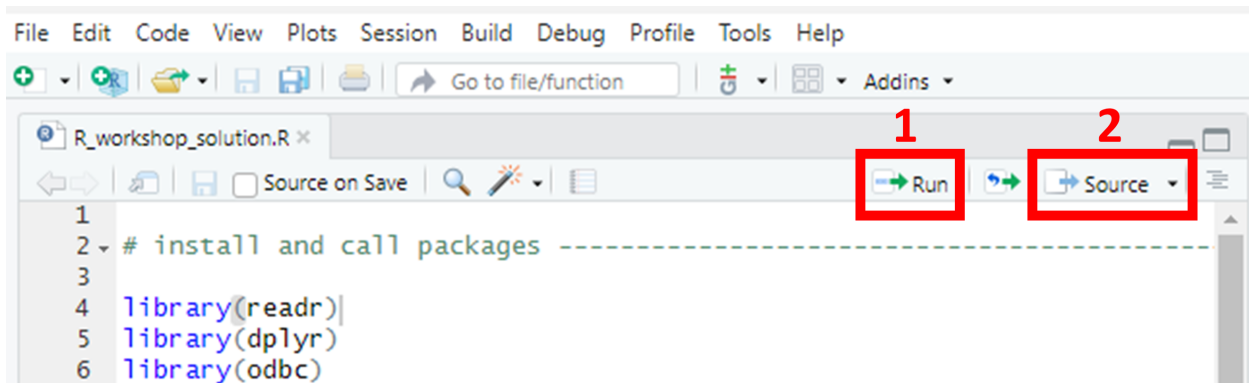 File Edit Code View Plots Session Build Debug Profile Tools Help
Go to file/function Addins
R_workshop_solution.R
1 2
Source on Save Run Source
1
2 # install and call packages -----------------------------------------
3
4 library(readr)
5 library(dplyr)
6 library(odbc)